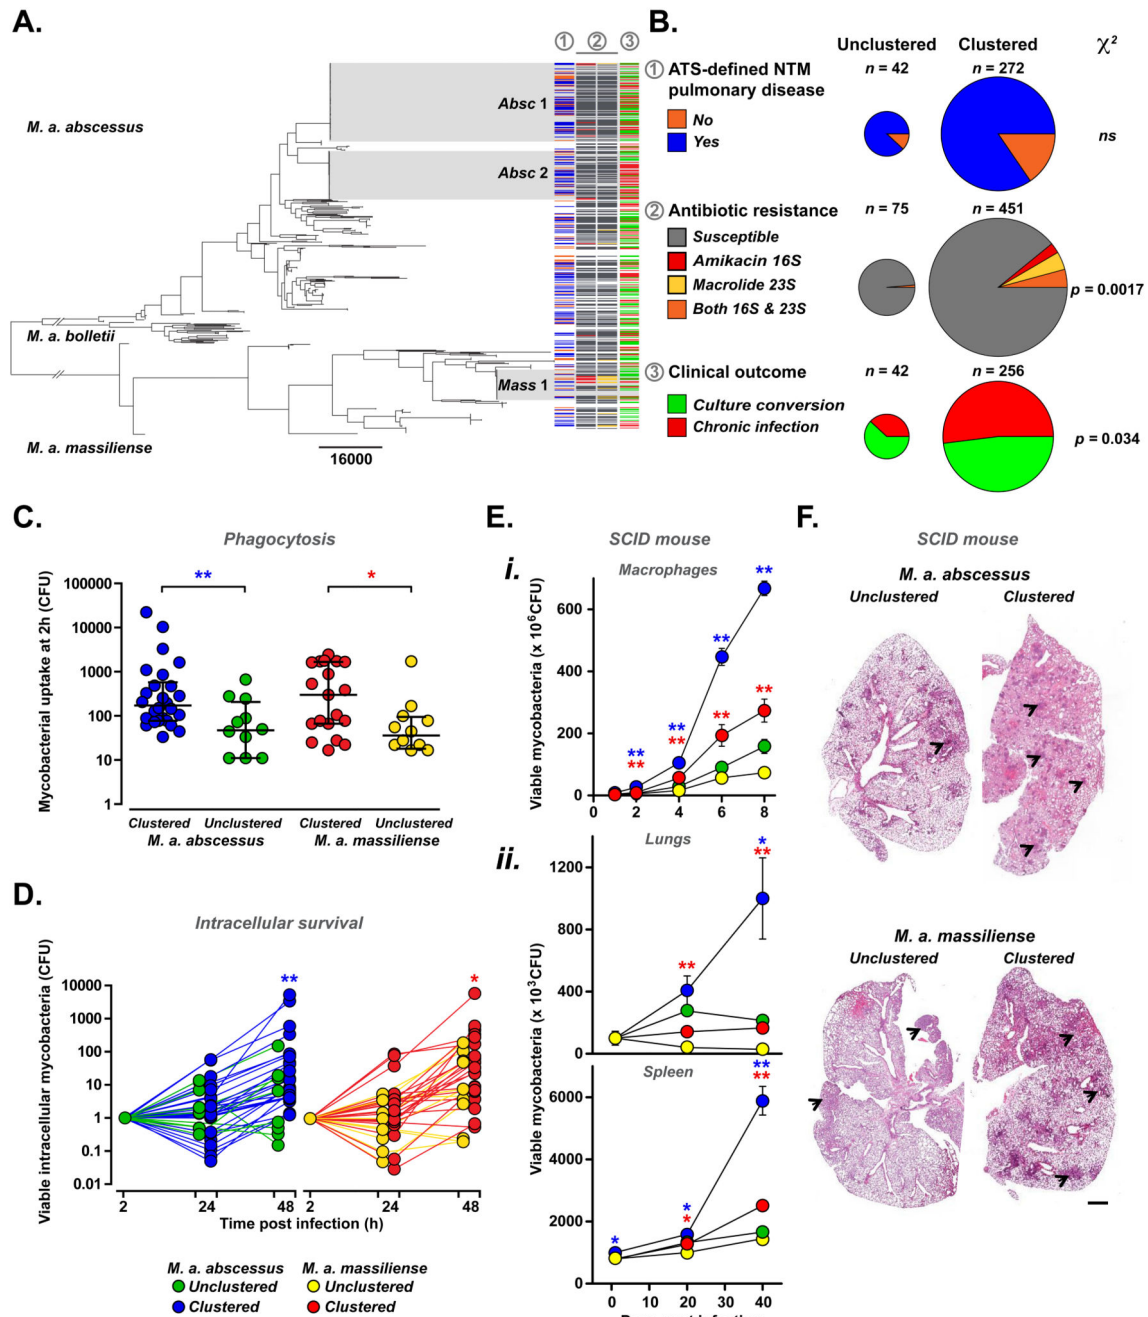 A.
① ② ③
M. a. abscessus
Absc 1
Absc 2
M. a. bolletii
Mass 1
M. a. massiliense
16000
B.
Unclustered Clustered χ²
① ATS-defined NTM pulmonary disease
n = 42 n = 272
No
Yes
ns
② Antibiotic resistance
n = 75 n = 451
Susceptible
Amikacin 16S
Macrolide 23S
Both 16S & 23S
p = 0.0017
③ Clinical outcome
n = 42 n = 256
Culture conversion
Chronic infection
p = 0.034
C.
Phagocytosis
** *
Mycobacterial uptake at 2h (CFU)
100000
10000
1000
100
10
1
Clustered Unclustered Clustered Unclustered
M. a. abscessus M. a. massiliense
D.
Intracellular survival
** *
Viable intracellular mycobacteria (CFU)
10000
1000
100
10
1
0.1
0.01
2 24 48 2 24 48
Time post infection (h)
M. a. abscessus M. a. massiliense
Unclustered Unclustered
Clustered Clustered
E.
SCID mouse
i.
Macrophages
Viable mycobacteria (x 10⁶CFU)
600
400
200
0
** ** ** ** ** ** ** **
0 2 4 6 8
ii.
Lungs
Viable mycobacteria (x 10³CFU)
1200
800
400
0
** * **
Spleen
6000
4000
2000
0
* * * ** **
0 10 20 30 40
F.
SCID mouse
M. a. abscessus
Unclustered Clustered
M. a. massiliense
Unclustered Clustered